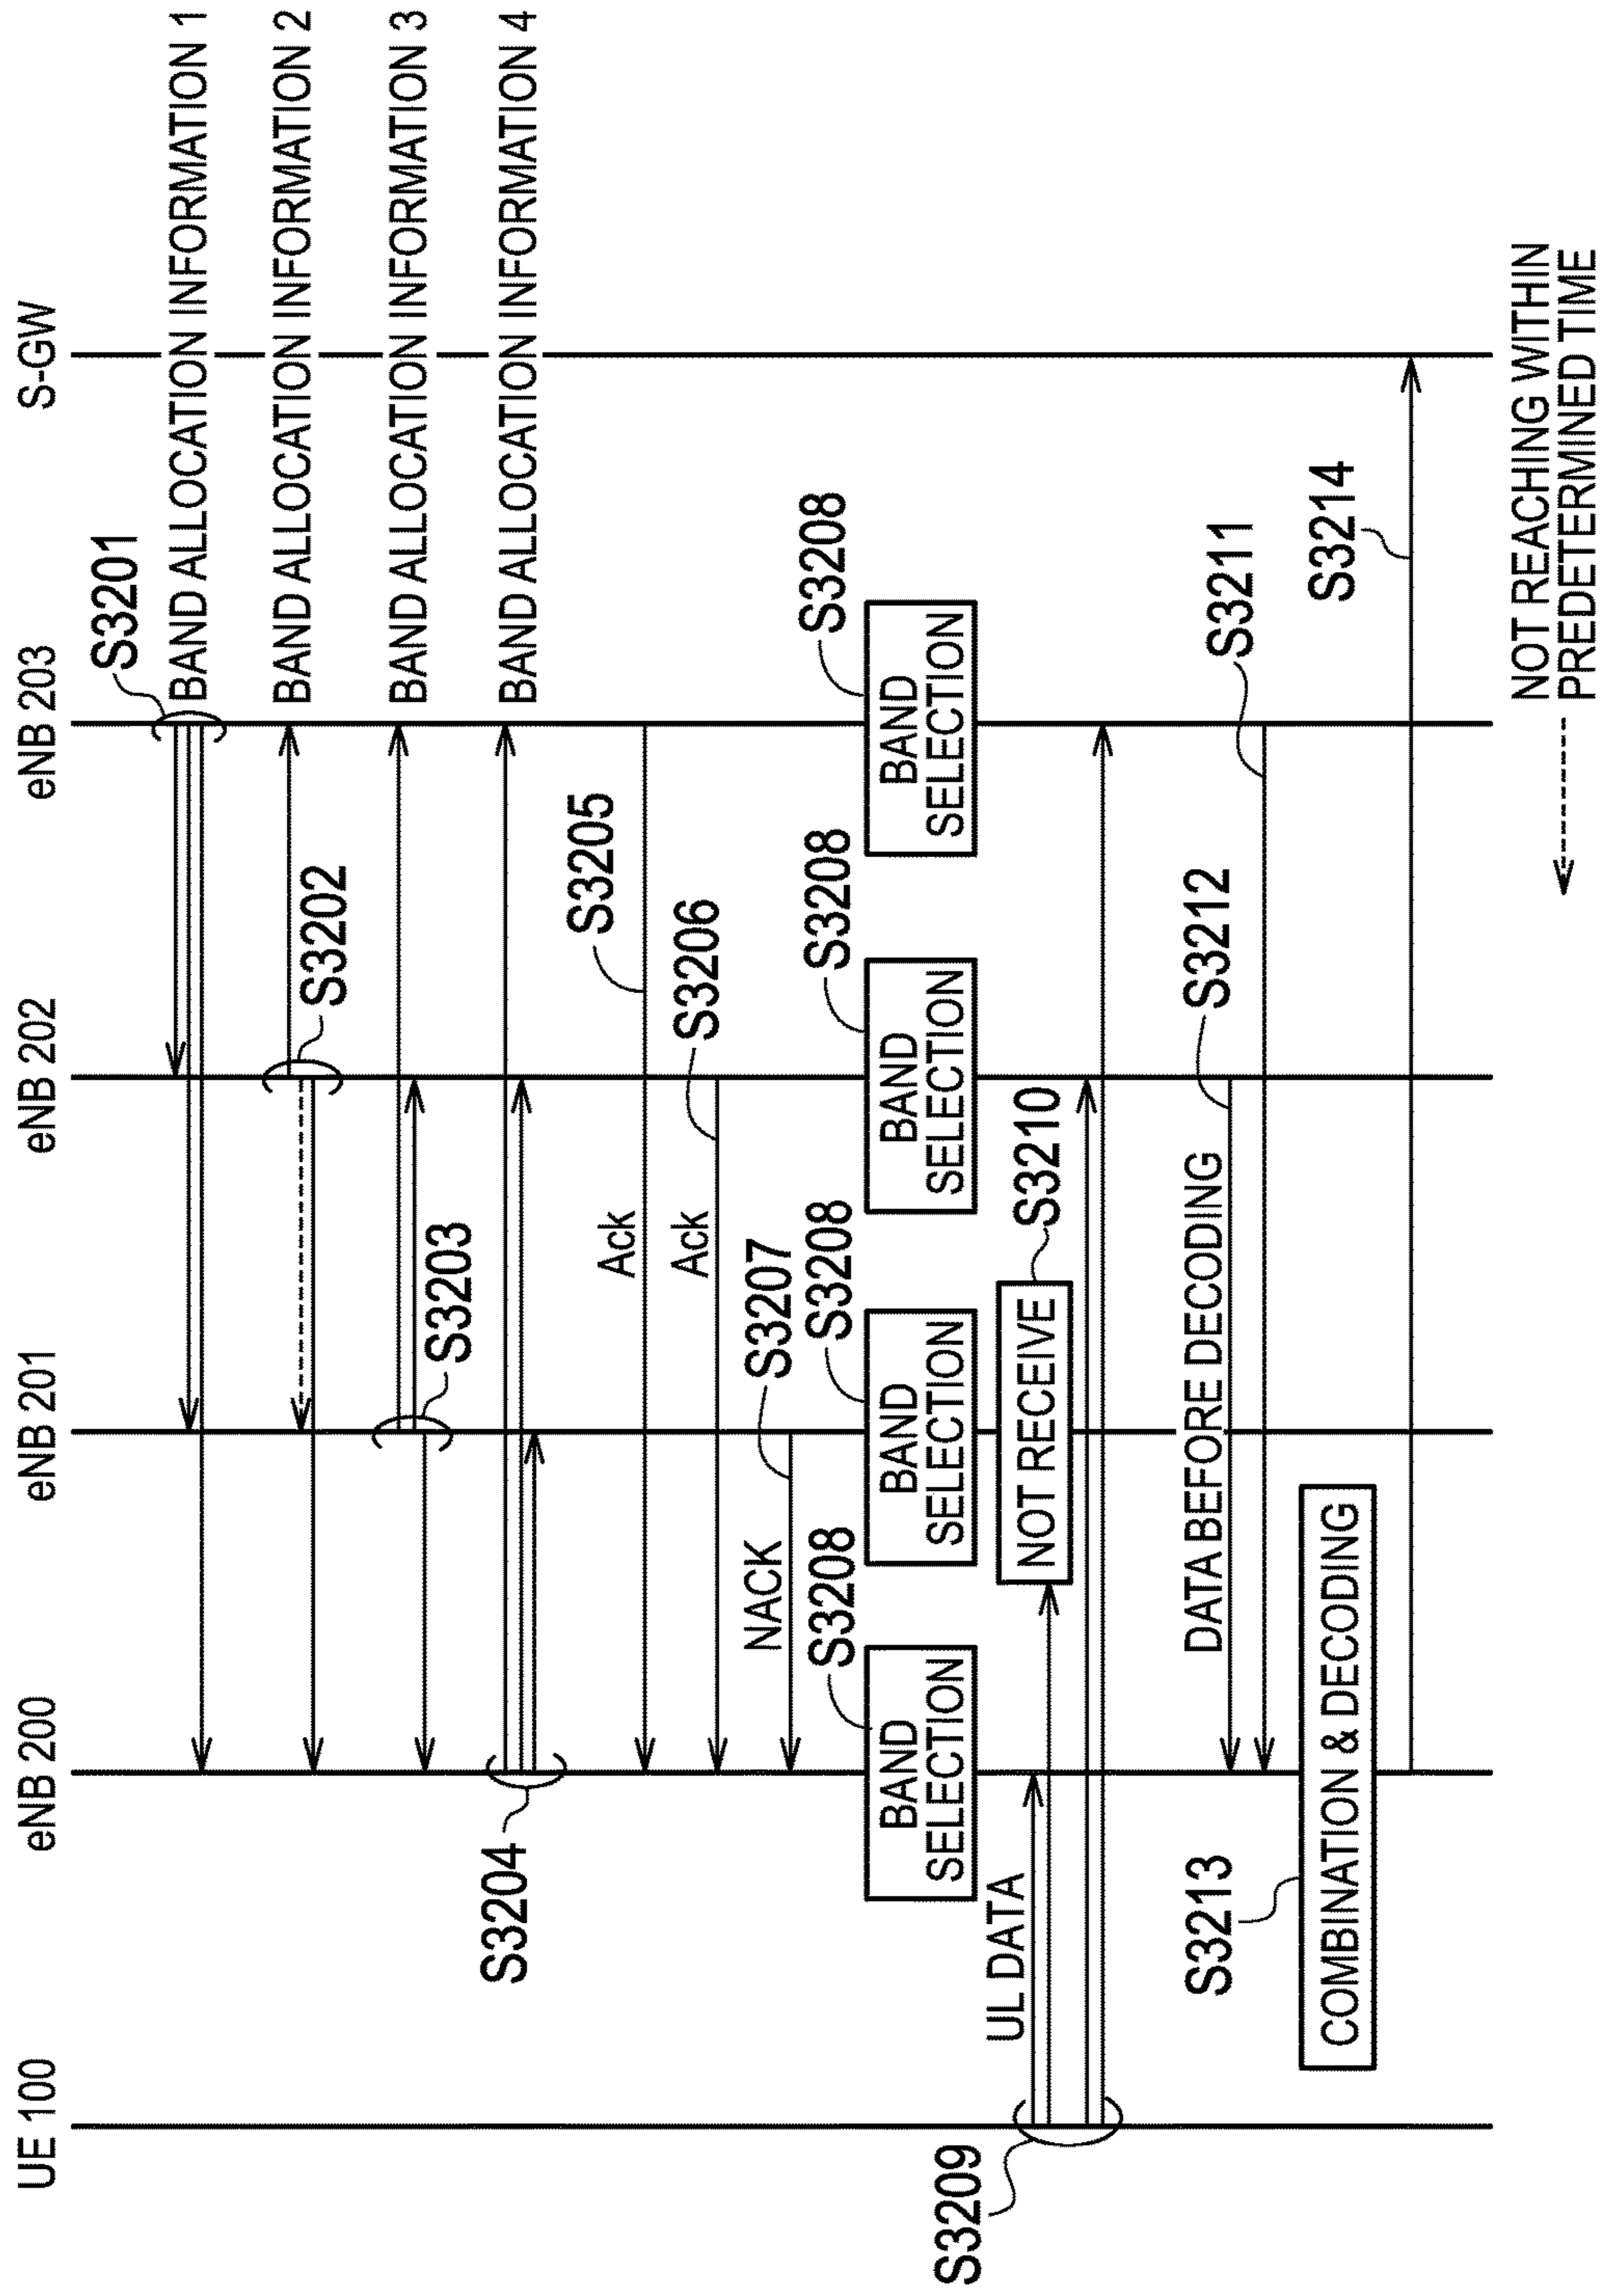 UE 100
eNB 200
eNB 201
eNB 202
eNB 203
S-GW
S3201
BAND ALLOCATION INFORMATION 1
S3202
BAND ALLOCATION INFORMATION 2
S3203
BAND ALLOCATION INFORMATION 3
S3204
BAND ALLOCATION INFORMATION 4
Ack
S3205
Ack
S3206
NACK
S3207
S3208
S3208
S3208
S3208
BAND
SELECTION
BAND
SELECTION
BAND
SELECTION
BAND
SELECTION
S3209
UL DATA
NOT RECEIVE
S3210
DATA BEFORE DECODING
S3212
S3211
S3213
COMBINATION & DECODING
S3214
NOT REACHING WITHIN
PREDETERMINED TIME